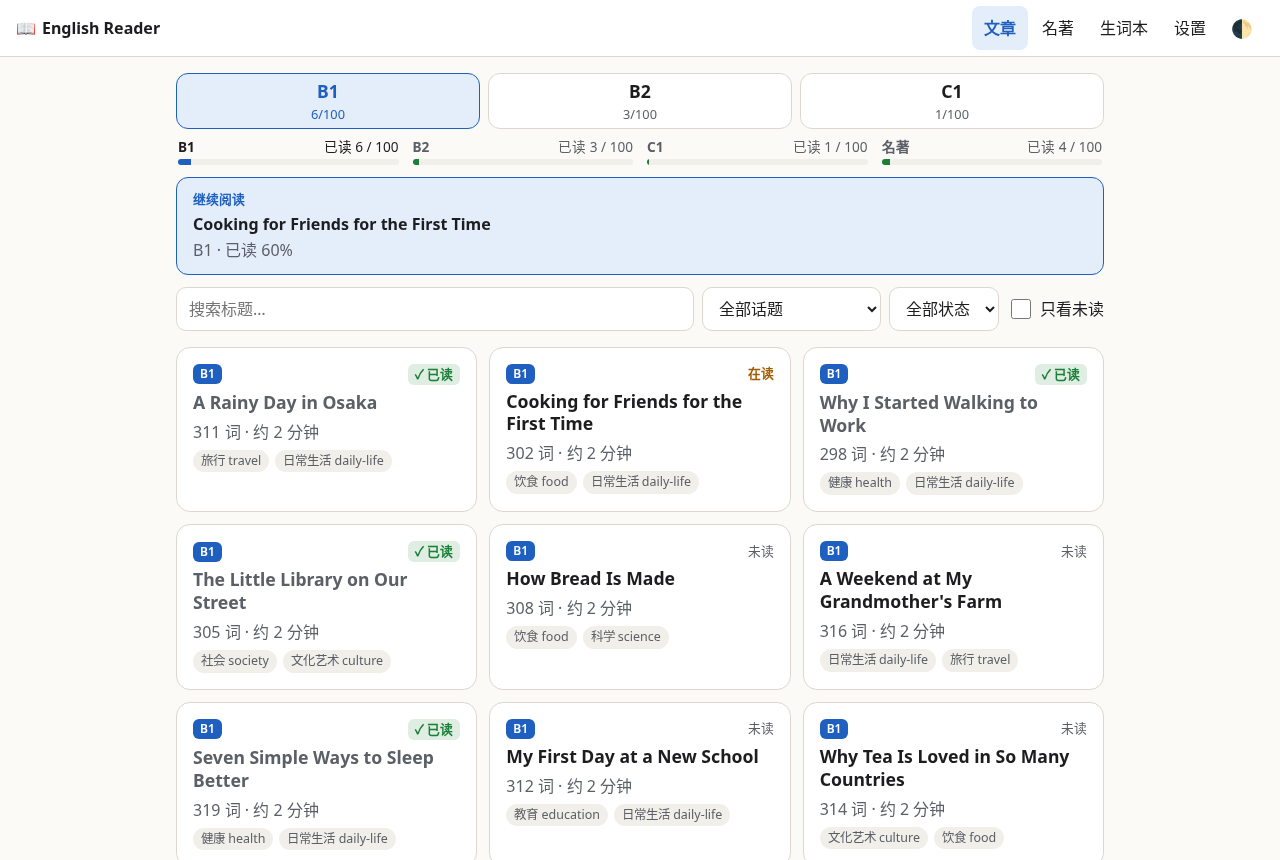 📖 English Reader
文章
名著
生词本
设置
B1
6/100
B2
3/100
C1
1/100
B1 已读 6 / 100
B2 已读 3 / 100
C1 已读 1 / 100
名著 已读 4 / 100
继续阅读
Cooking for Friends for the First Time
B1 · 已读 60%
搜索标题...
全部话题
全部状态
只看未读
B1 ✓ 已读
A Rainy Day in Osaka
311 词 · 约 2 分钟
旅行 travel 日常生活 daily-life
B1 在读
Cooking for Friends for the
First Time
302 词 · 约 2 分钟
饮食 food 日常生活 daily-life
B1 ✓ 已读
Why I Started Walking to
Work
298 词 · 约 2 分钟
健康 health 日常生活 daily-life
B1 ✓ 已读
The Little Library on Our
Street
305 词 · 约 2 分钟
社会 society 文化艺术 culture
B1 未读
How Bread Is Made
308 词 · 约 2 分钟
饮食 food 科学 science
B1 未读
A Weekend at My
Grandmother's Farm
316 词 · 约 2 分钟
日常生活 daily-life 旅行 travel
B1 ✓ 已读
Seven Simple Ways to Sleep
Better
319 词 · 约 2 分钟
健康 health 日常生活 daily-life
B1 未读
My First Day at a New School
312 词 · 约 2 分钟
教育 education 日常生活 daily-life
B1 未读
Why Tea Is Loved in So Many
Countries
314 词 · 约 2 分钟
文化艺术 culture 饮食 food